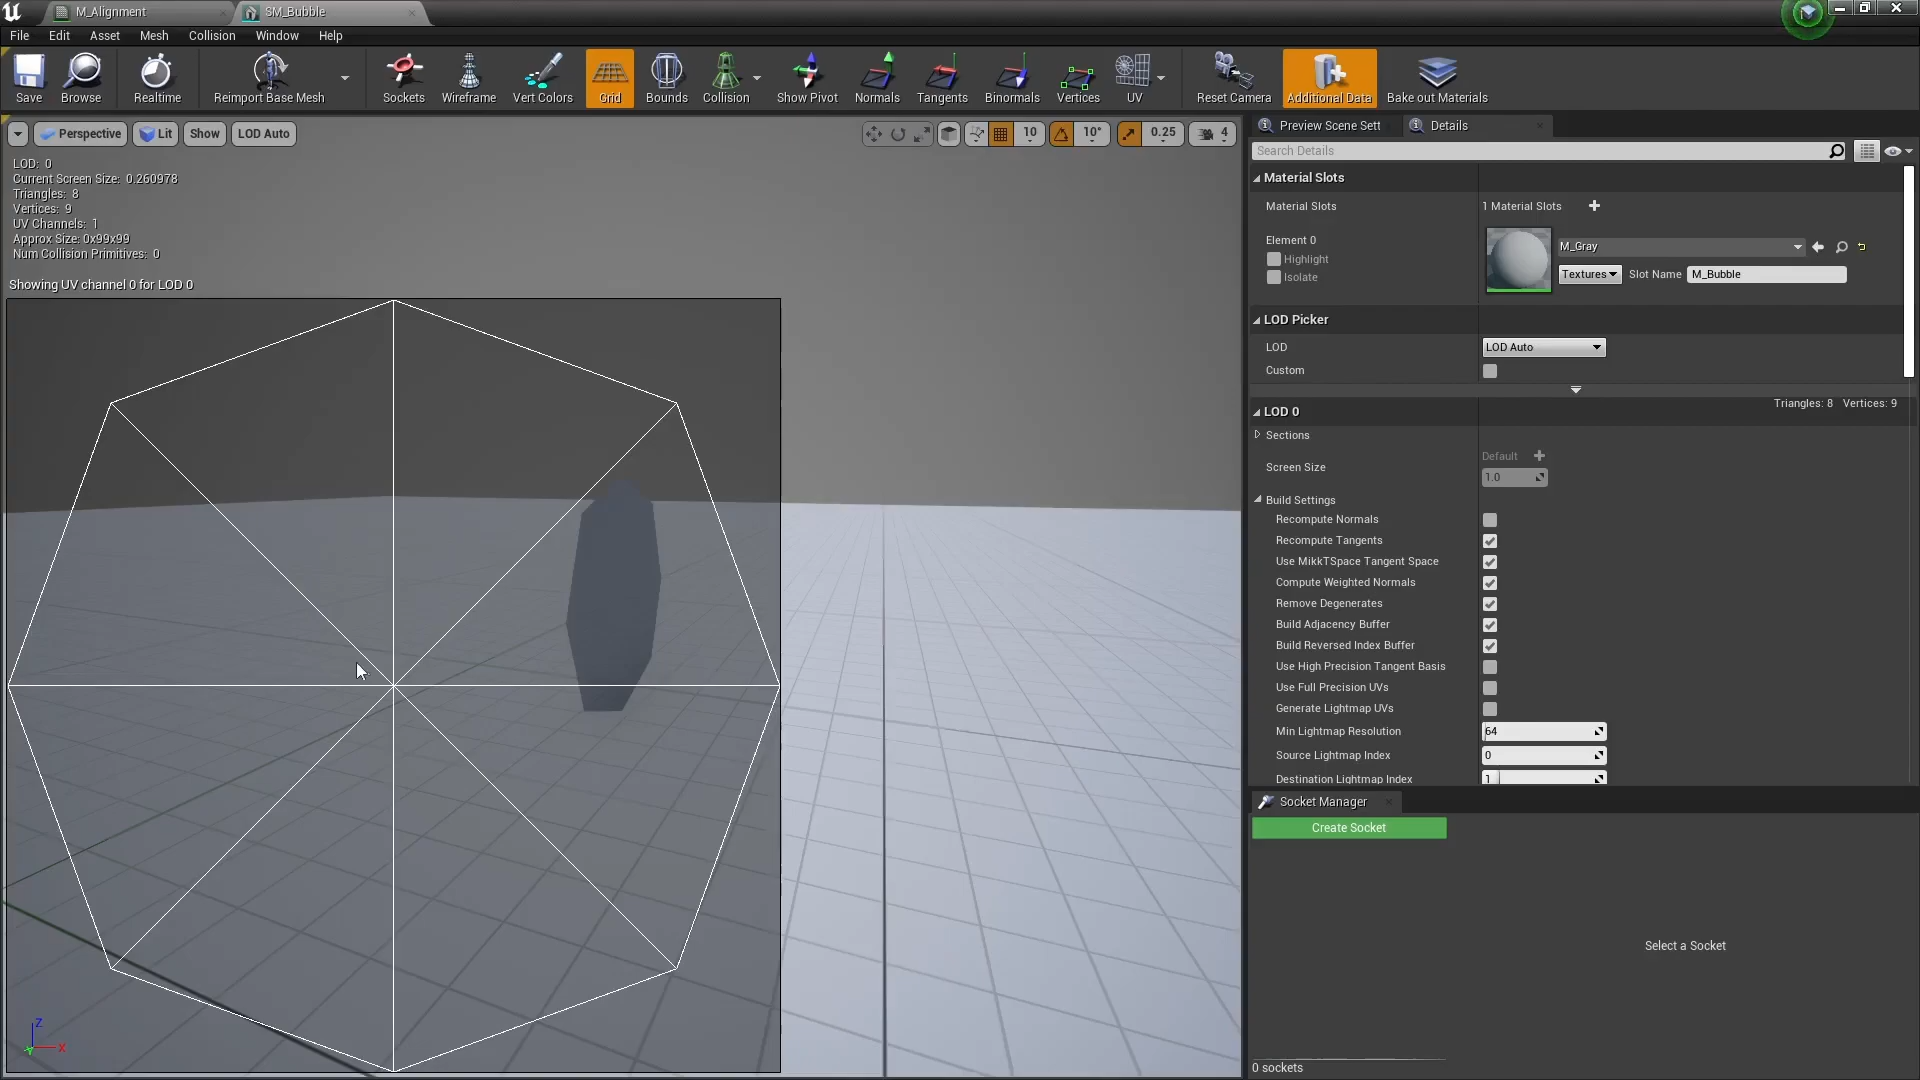 M_Alignment
SM_Bubble
File Edit Asset Mesh Collision Window Help
Save Browse Realtime Reimport Base Mesh Sockets Wireframe Vert Colors Grid Bounds Collision Show Pivot Normals Tangents Binormals Vertices UV Reset Camera Additional Data Bake out Materials
Perspective Lit Show LOD Auto
10 10° 0.25 4
LOD: 0
Current Screen Size: 0.260978
Triangles: 8
Vertices: 9
UV Channels: 1
Approx Size: 0x99x99
Num Collision Primitives: 0
Showing UV channel 0 for LOD 0
Z
X
Preview Scene Sett
Details
Search Details
Material Slots
Material Slots 1 Material Slots
Element 0
Highlight
Isolate
M_Gray
Textures Slot Name M_Bubble
LOD Picker
LOD LOD Auto
Custom
LOD 0 Triangles: 8 Vertices: 9
Sections
Screen Size Default
1.0
Build Settings
Recompute Normals
Recompute Tangents
Use MikkTSpace Tangent Space
Compute Weighted Normals
Remove Degenerates
Build Adjacency Buffer
Build Reversed Index Buffer
Use High Precision Tangent Basis
Use Full Precision UVs
Generate Lightmap UVs
Min Lightmap Resolution 64
Source Lightmap Index 0
Destination Lightmap Index 1
Socket Manager
Create Socket
Select a Socket
0 sockets